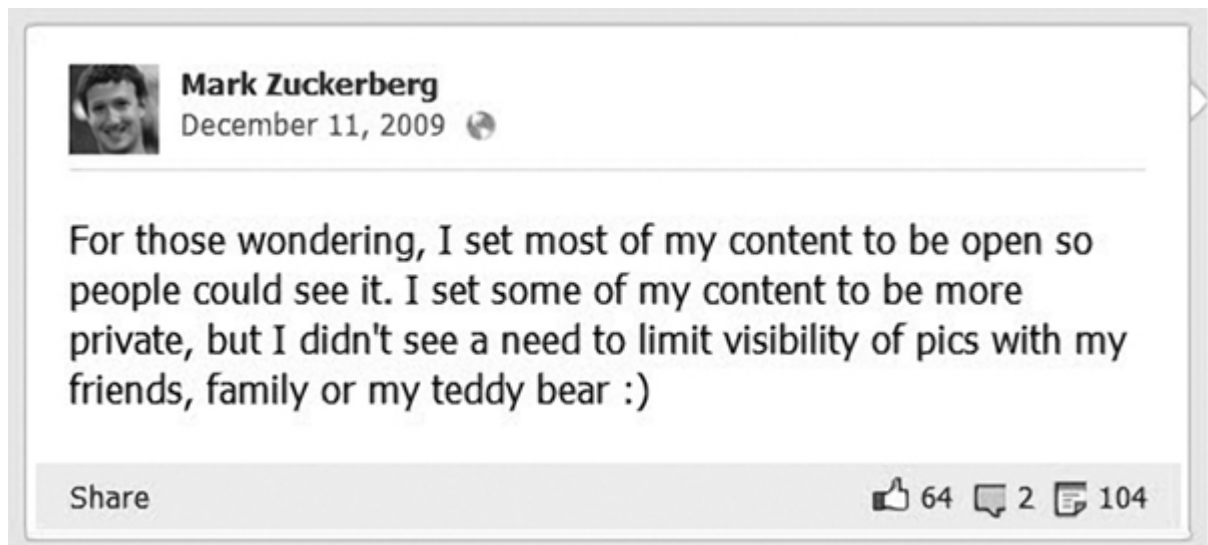 Mark Zuckerberg
December 11, 2009
For those wondering, I set most of my content to be open so
people could see it. I set some of my content to be more
private, but I didn't see a need to limit visibility of pics with my
friends, family or my teddy bear :)
Share 64 2 104